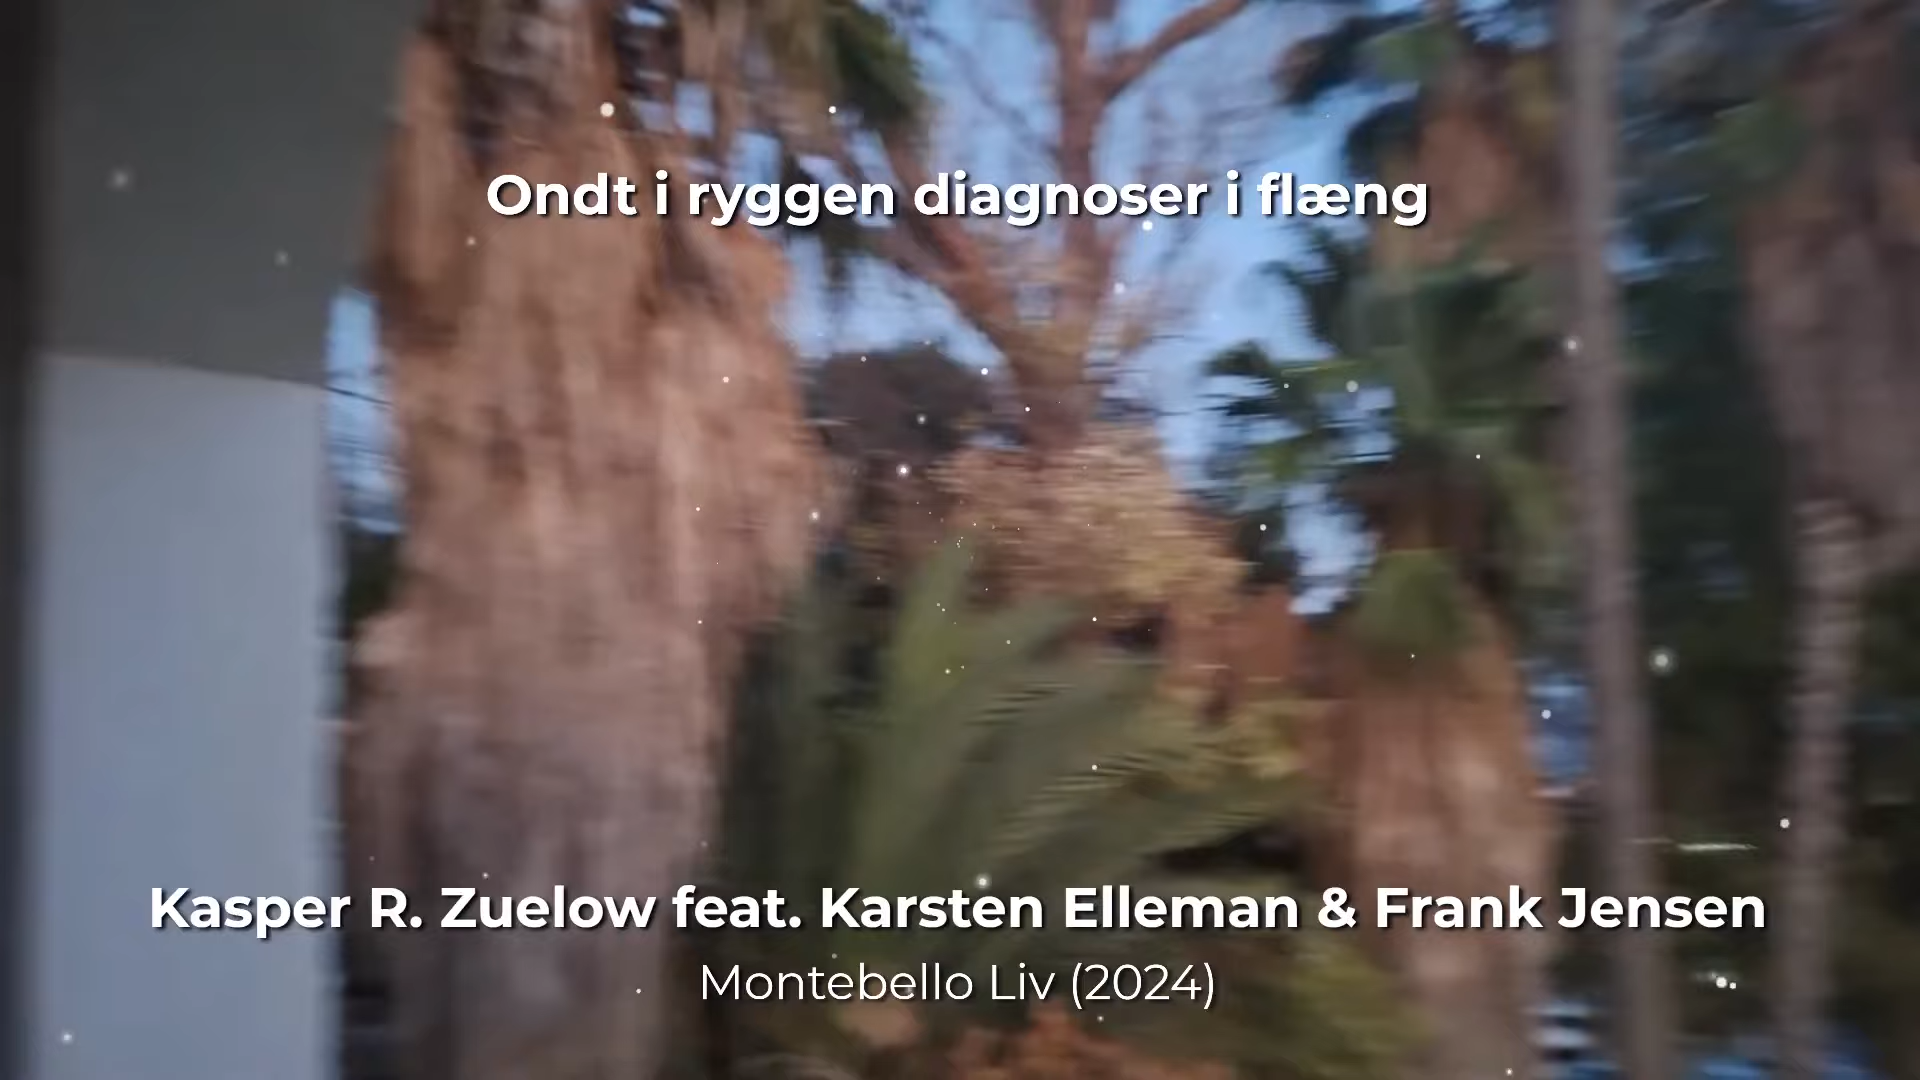 Ondt i ryggen diagnoser i flæng
Kasper R. Zuelow feat. Karsten Elleman & Frank Jensen
Montebello Liv (2024)